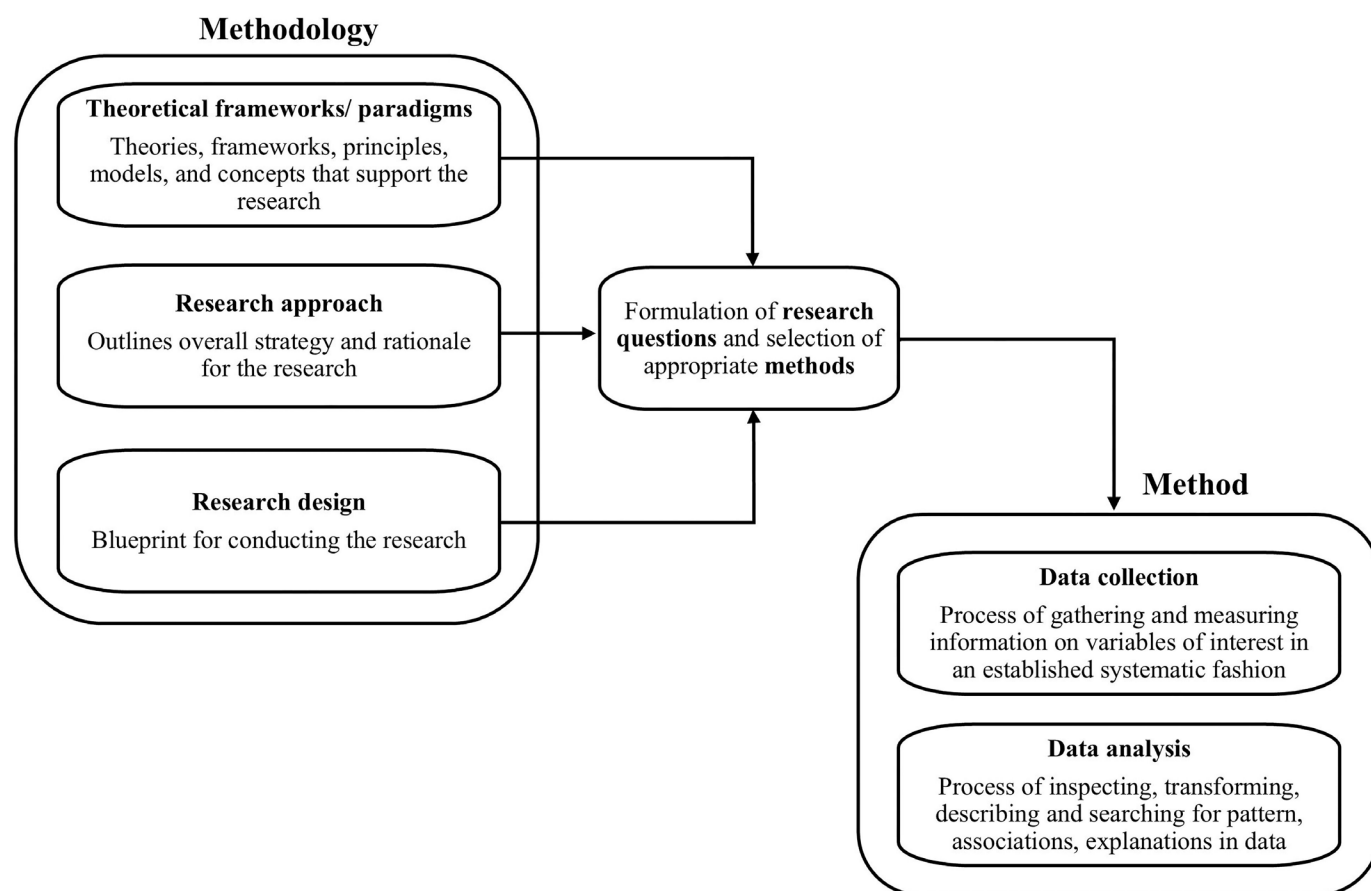 Methodology
Theoretical frameworks/ paradigms
Theories, frameworks, principles,
models, and concepts that support the
research
Research approach
Outlines overall strategy and rationale
for the research
Research design
Blueprint for conducting the research
Formulation of research
questions and selection of
appropriate methods
Method
Data collection
Process of gathering and measuring
information on variables of interest in
an established systematic fashion
Data analysis
Process of inspecting, transforming,
describing and searching for pattern,
associations, explanations in data